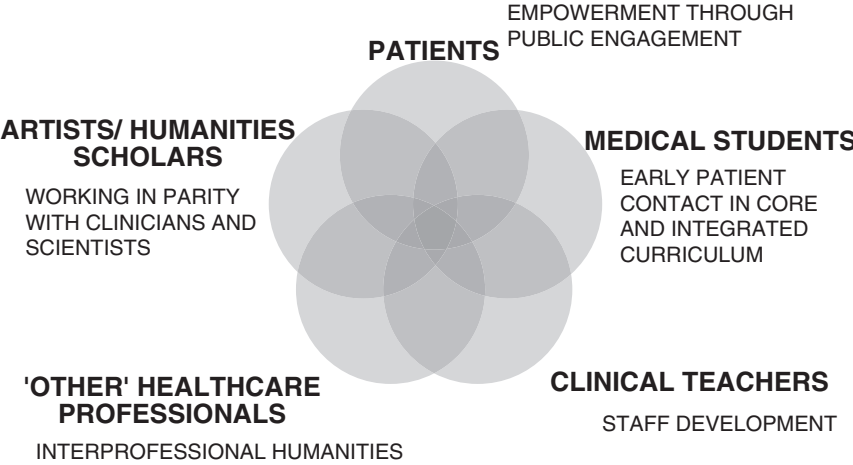 EMPOWERMENT THROUGH
PUBLIC ENGAGEMENT
PATIENTS
ARTISTS/ HUMANITIES
SCHOLARS
WORKING IN PARITY
WITH CLINICIANS AND
SCIENTISTS
MEDICAL STUDENTS
EARLY PATIENT
CONTACT IN CORE
AND INTEGRATED
CURRICULUM
'OTHER' HEALTHCARE
PROFESSIONALS
INTERPROFESSIONAL HUMANITIES
CLINICAL TEACHERS
STAFF DEVELOPMENT